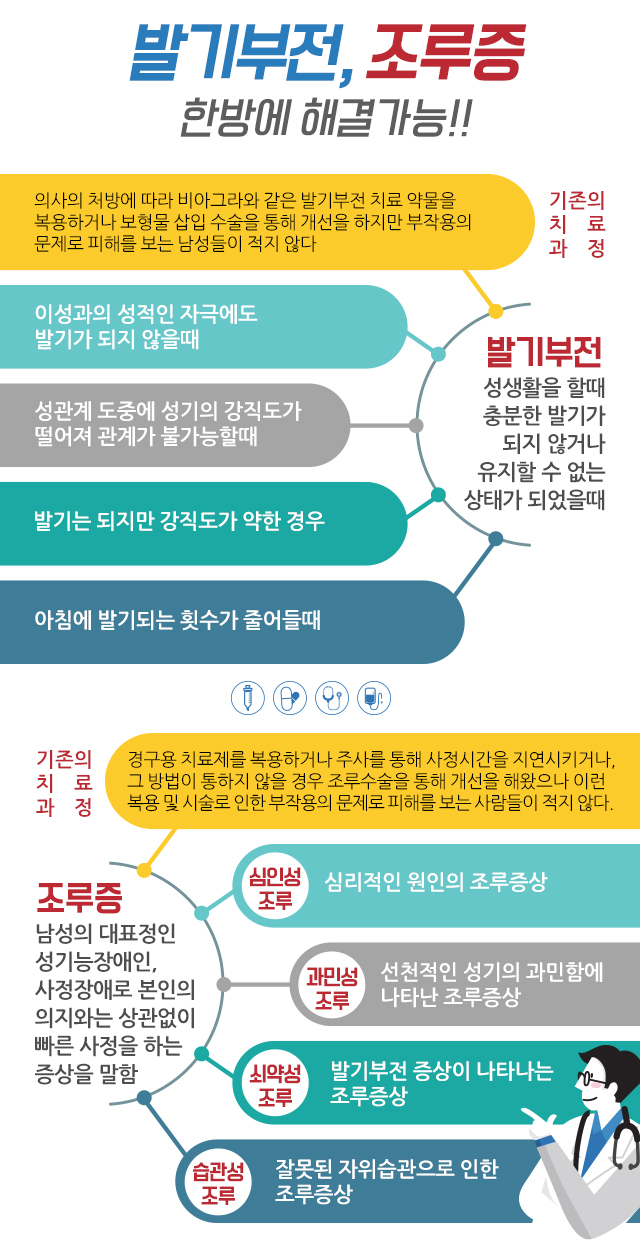 발기부전, 조루증
한방에 해결가능!!
의사의 처방에 따라 비아그라와 같은 발기부전 치료 약물을
복용하거나 보형물 삽입 수술을 통해 개선을 하지만 부작용의
문제로 피해를 보는 남성들이 적지 않다
기존의
치 료
과 정
이성과의 성적인 자극에도
발기가 되지 않을때
성관계 도중에 성기의 강직도가
떨어져 관계가 불가능할때
발기는 되지만 강직도가 약한 경우
아침에 발기되는 횟수가 줄어들때
발기부전
성생활을 할때
충분한 발기가
되지 않거나
유지할 수 없는
상태가 되었을때
기존의
치 료
과 정
경구용 치료제를 복용하거나 주사를 통해 사정시간을 지연시키거나,
그 방법이 통하지 않을 경우 조루수술을 통해 개선을 해왔으나 이런
복용 및 시술로 인한 부작용의 문제로 피해를 보는 사람들이 적지 않다.
조루증
남성의 대표정인
성기능장애인,
사정장애로 본인의
의지와는 상관없이
빠른 사정을 하는
증상을 말함
심인성
조루
심리적인 원인의 조루증상
과민성
조루
선천적인 성기의 과민함에
나타난 조루증상
쇠약성
조루
발기부전 증상이 나타나는
조루증상
습관성
조루
잘못된 자위습관으로 인한
조루증상